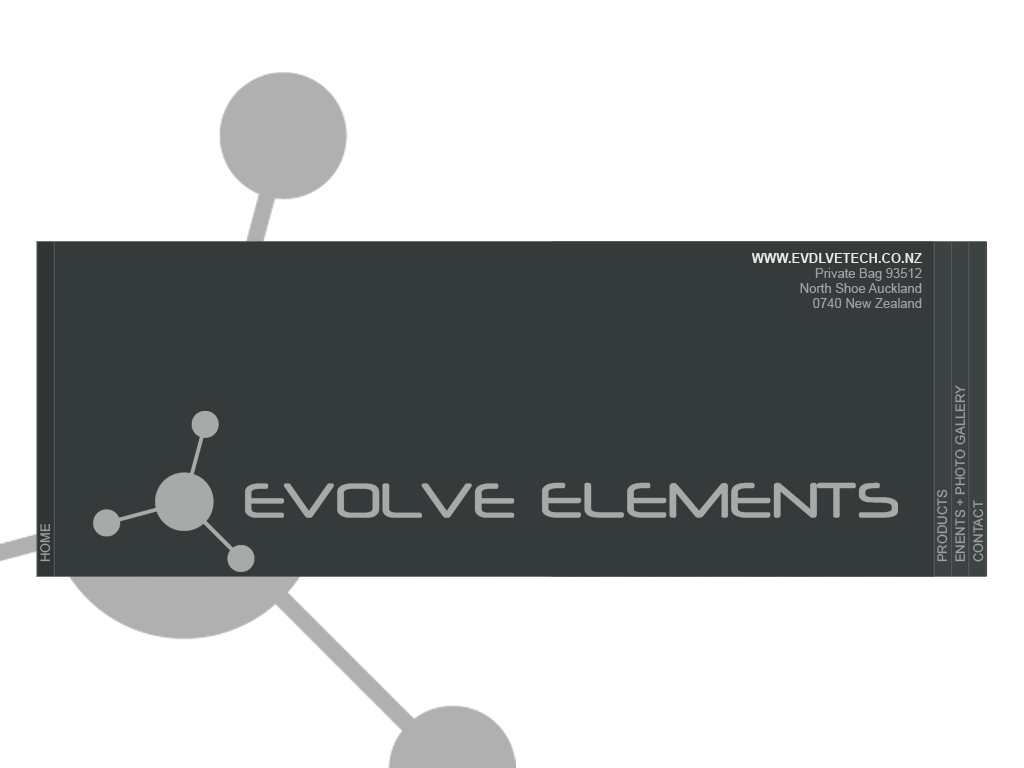 WWW.EVDLVETECH.CO.NZ
Private Bag 93512
North Shoe Auckland
0740 New Zealand
HOME
EVOLVE ELEMENTS
PRODUCTS
ENENTS + PHOTO GALLERY
CONTACT